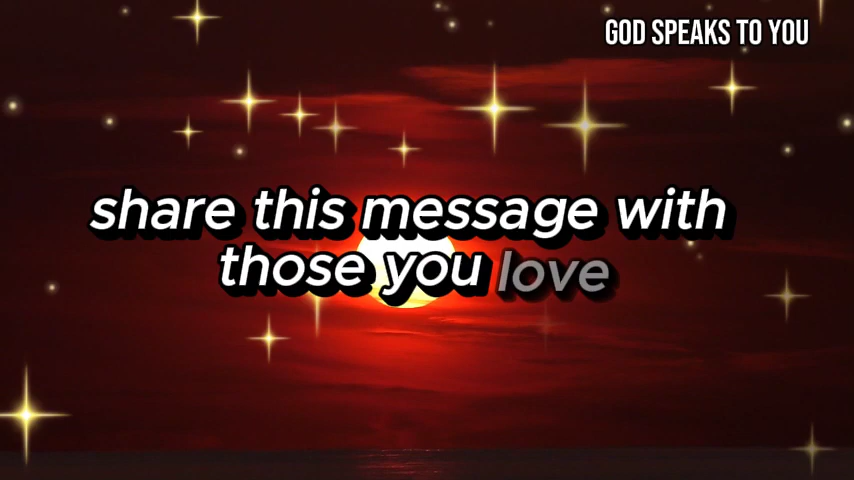 GOD SPEAKS TO YOU
share this message with
those you love